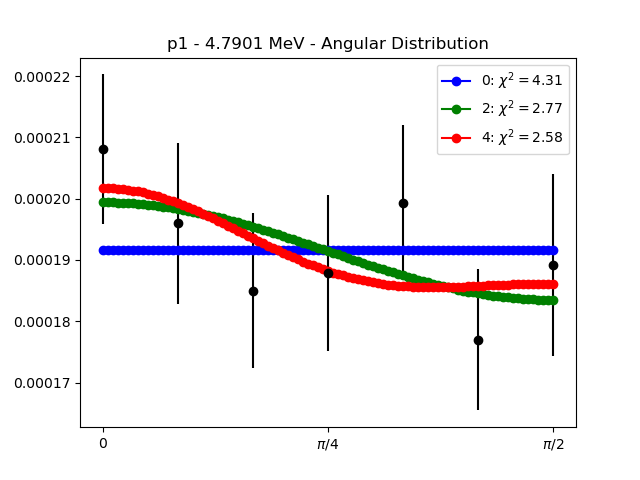 p1 - 4.7901 MeV - Angular Distribution
0: χ² = 4.31
2: χ² = 2.77
4: χ² = 2.58
0.00022
0.00021
0.00020
0.00019
0.00018
0.00017
0 π/4 π/2